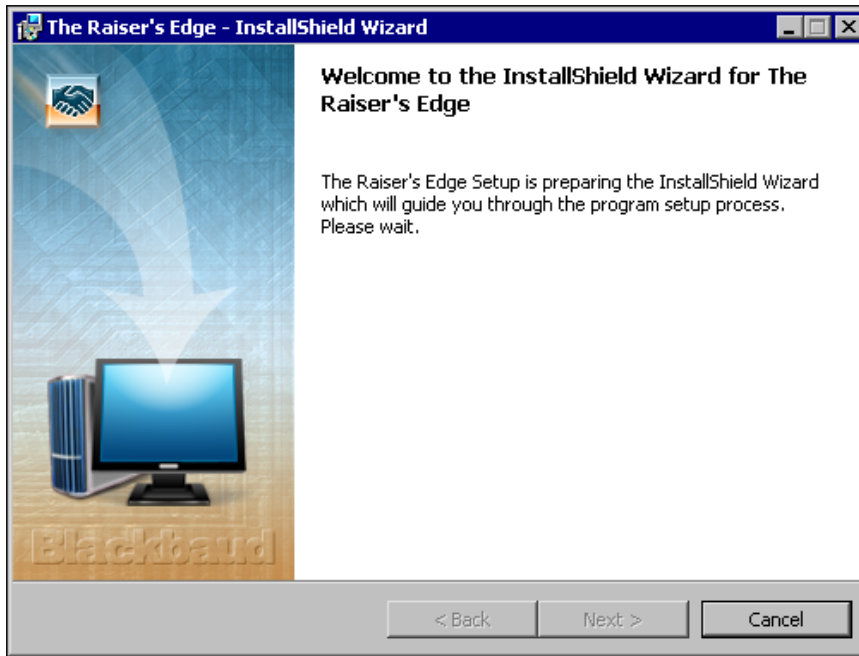 The Raiser's Edge - InstallShield Wizard
Welcome to the InstallShield Wizard for The
Raiser's Edge
The Raiser's Edge Setup is preparing the InstallShield Wizard
which will guide you through the program setup process.
Please wait.
Blackbaud
< Back
Next >
Cancel